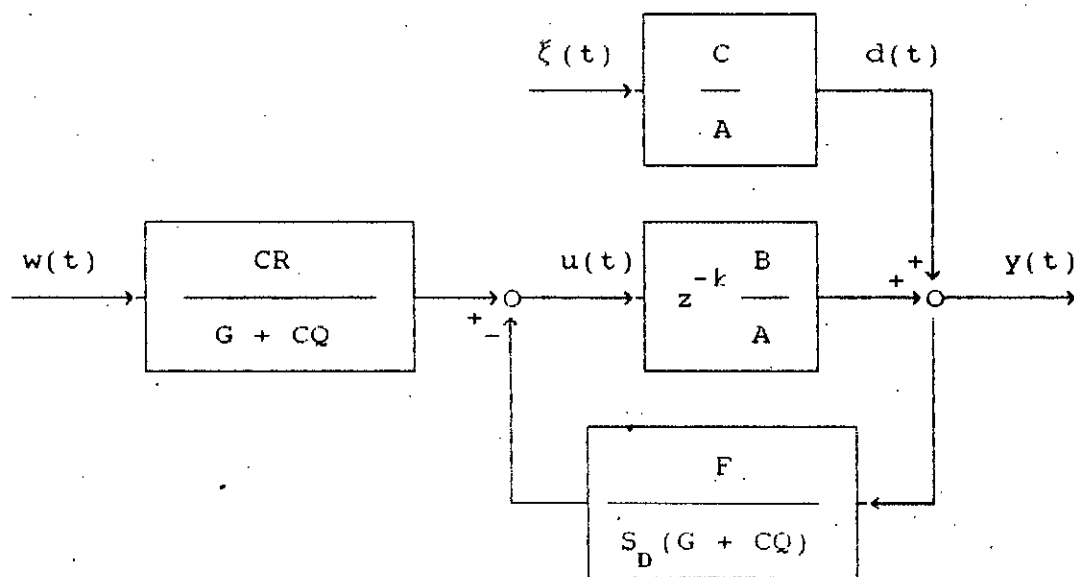 ξ(t)
C
A
d(t)
w(t)
CR
G + CQ
+
−
u(t)
z^-k
B
A
+
+
y(t)
F
S_D(G + CQ)